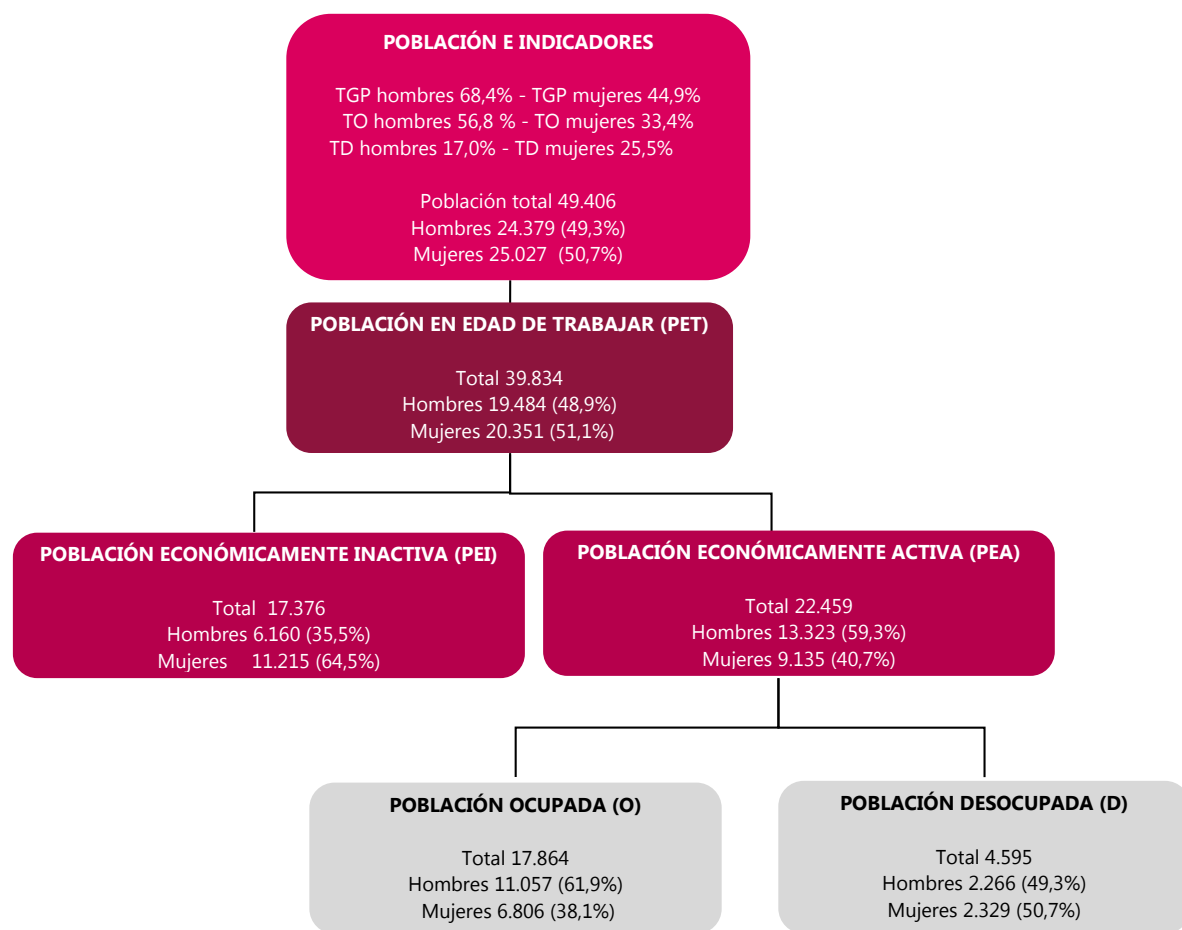 POBLACIÓN E INDICADORES
TGP hombres 68,4% - TGP mujeres 44,9%
TO hombres 56,8 % - TO mujeres 33,4%
TD hombres 17,0% - TD mujeres 25,5%
Población total 49.406
Hombres 24.379 (49,3%)
Mujeres 25.027 (50,7%)
POBLACIÓN EN EDAD DE TRABAJAR (PET)
Total 39.834
Hombres 19.484 (48,9%)
Mujeres 20.351 (51,1%)
POBLACIÓN ECONÓMICAMENTE INACTIVA (PEI)
Total 17.376
Hombres 6.160 (35,5%)
Mujeres 11.215 (64,5%)
POBLACIÓN ECONÓMICAMENTE ACTIVA (PEA)
Total 22.459
Hombres 13.323 (59,3%)
Mujeres 9.135 (40,7%)
POBLACIÓN OCUPADA (O)
Total 17.864
Hombres 11.057 (61,9%)
Mujeres 6.806 (38,1%)
POBLACIÓN DESOCUPADA (D)
Total 4.595
Hombres 2.266 (49,3%)
Mujeres 2.329 (50,7%)